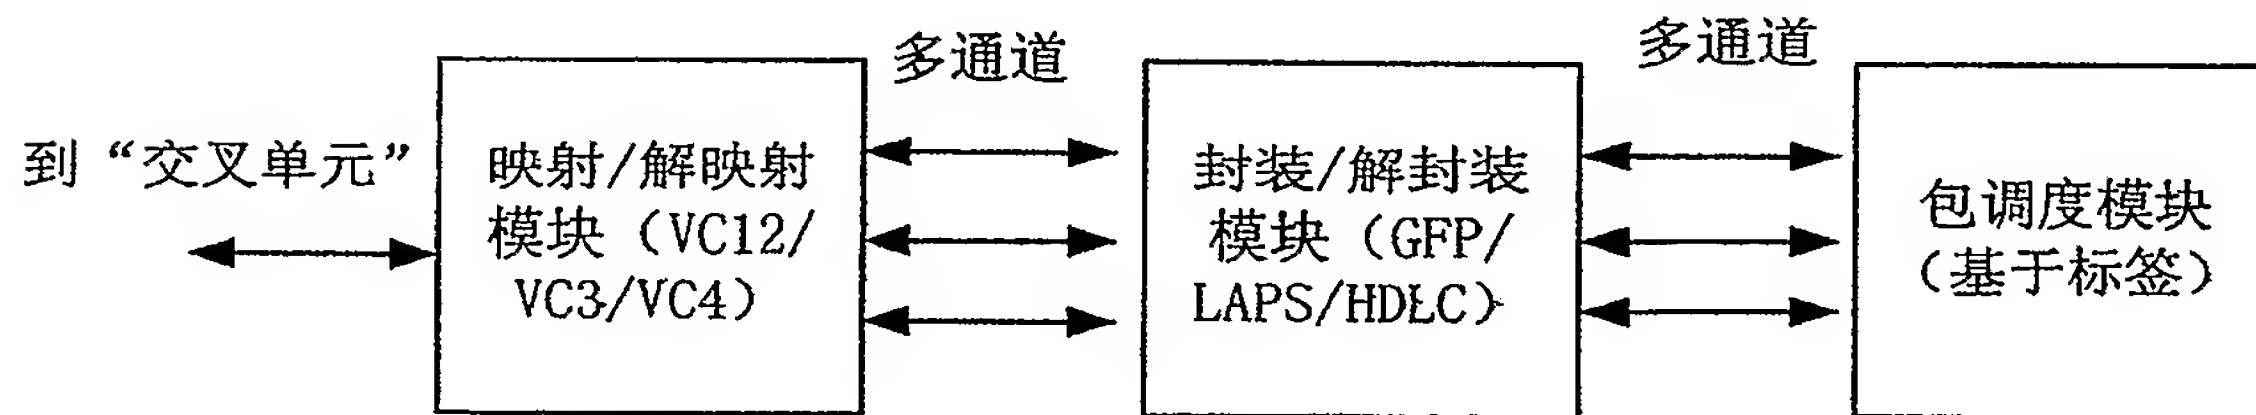 到“交叉单元”
映射/解映射
模块（VC12/
VC3/VC4）
多通道
封装/解封装
模块（GFP/
LAPS/HDLC）
多通道
包调度模块
（基于标签）